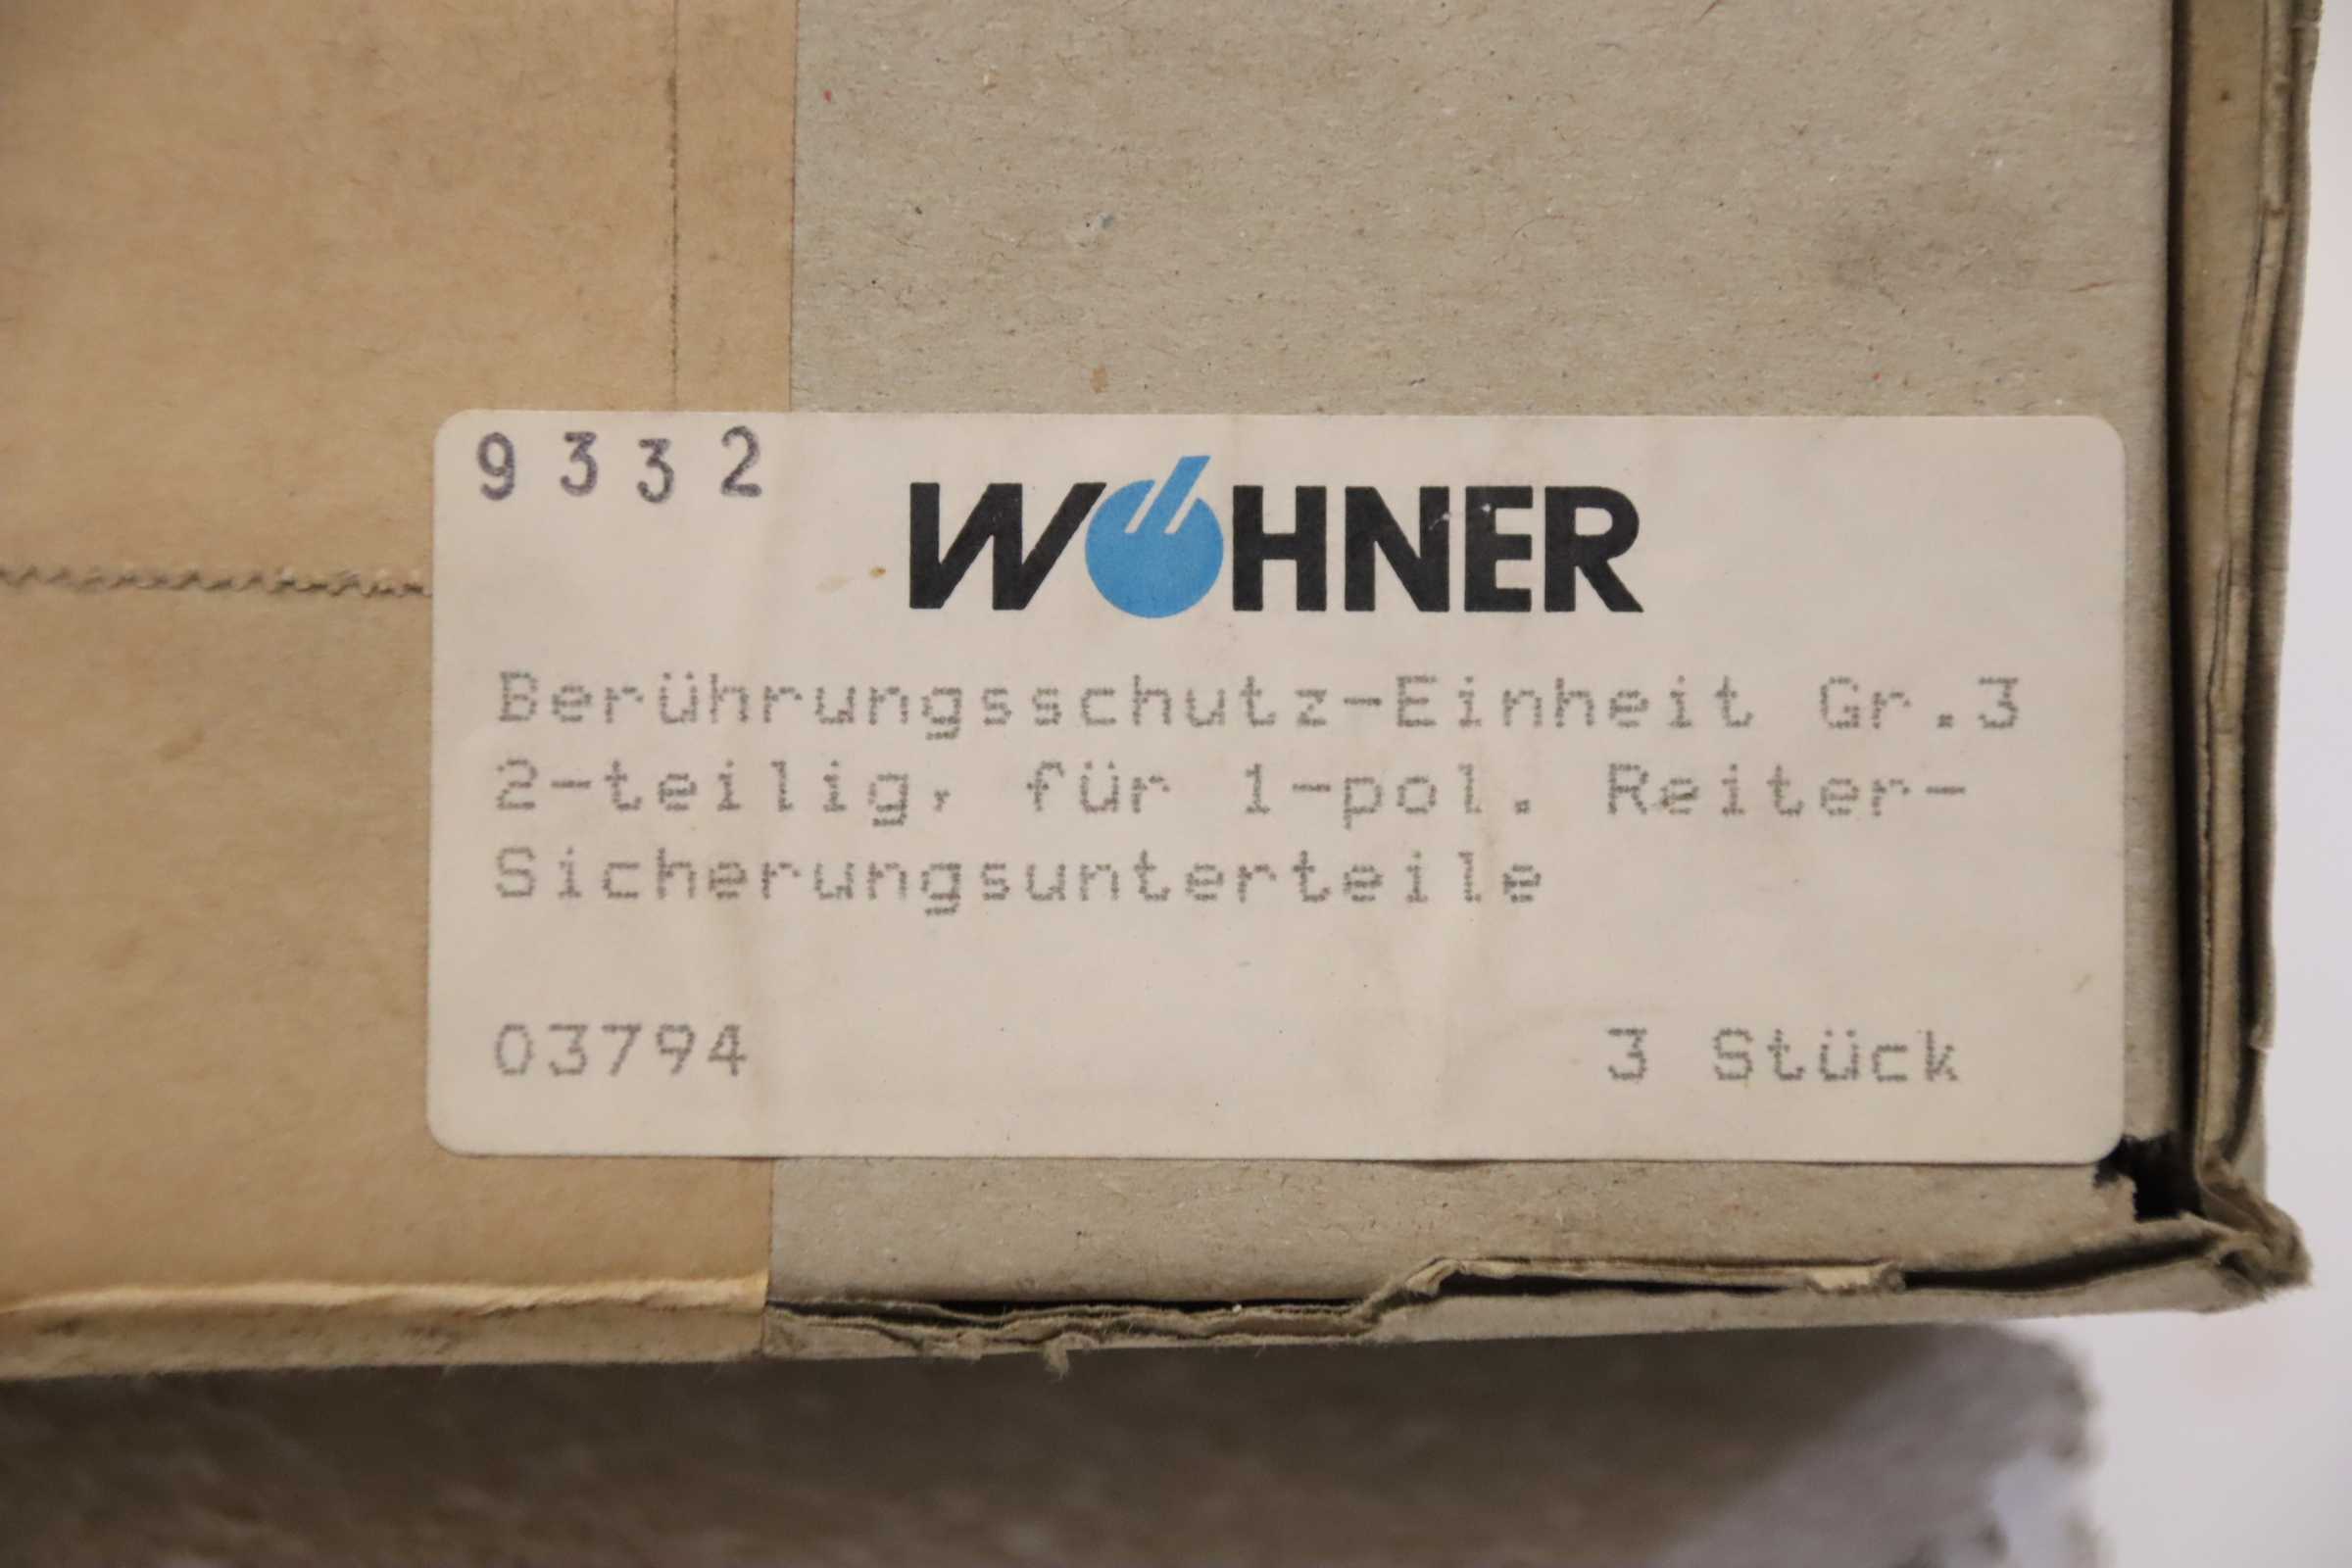 9332
WÖHNER
Berührungsschutz-Einheit Gr.3
2-teilig, für 1-pol. Reiter-
Sicherungsunterteile
03794 3 Stück